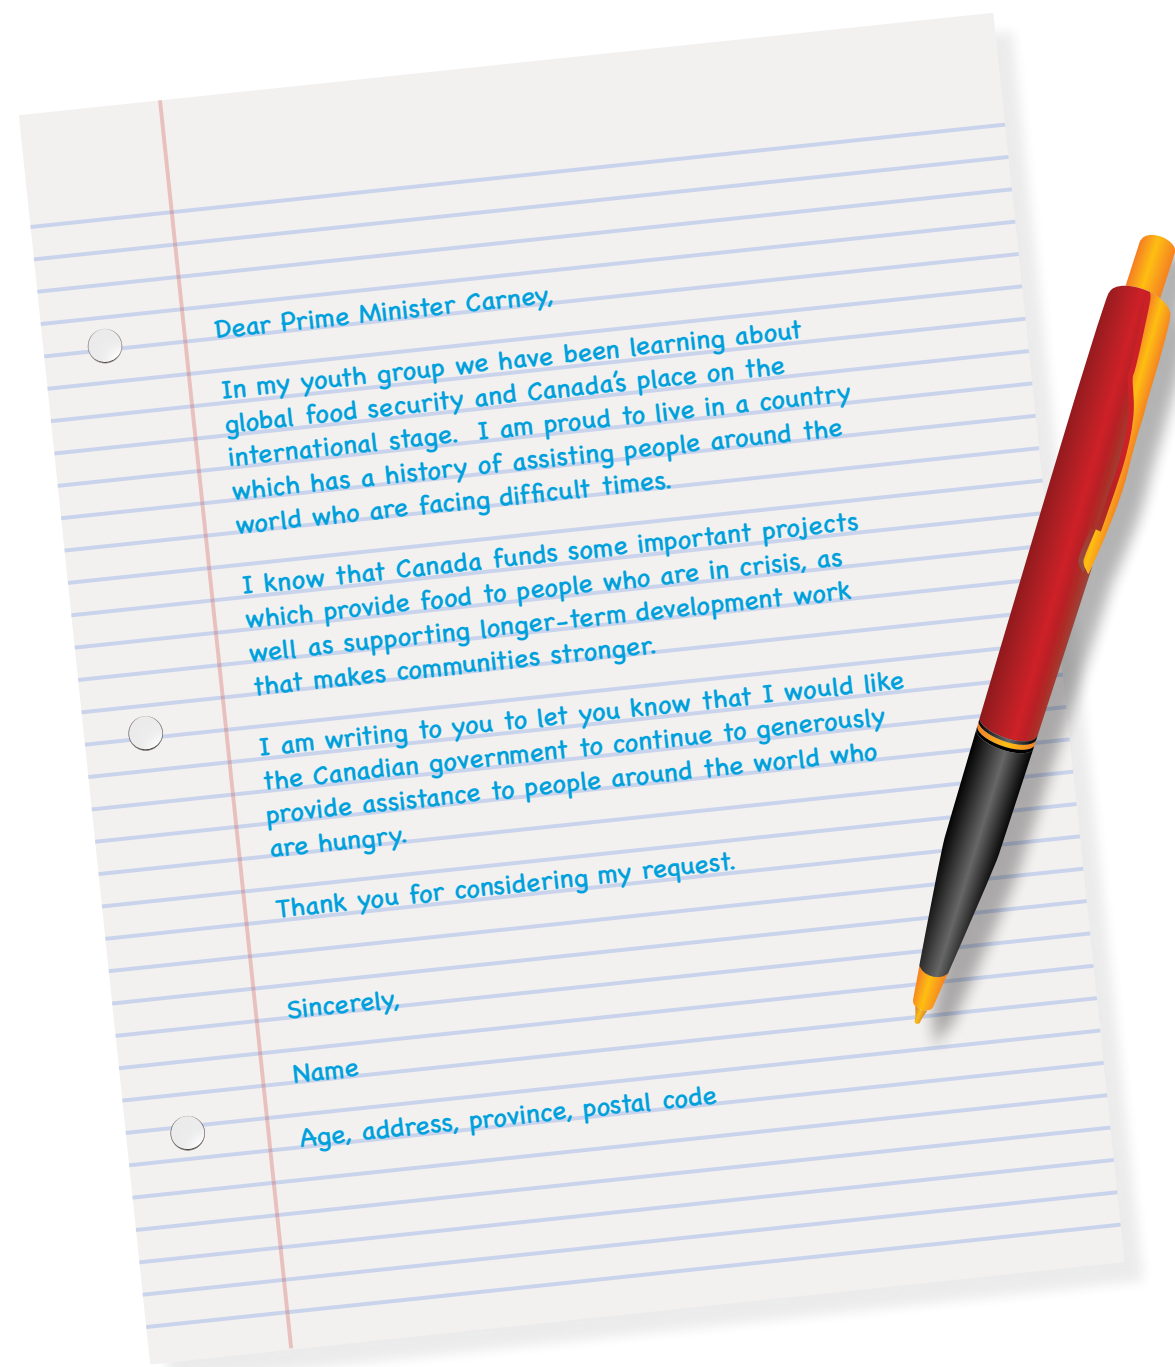 Dear Prime Minister Carney,
In my youth group we have been learning about
global food security and Canada's place on the
international stage.  I am proud to live in a country
which has a history of assisting people around the
world who are facing difficult times.
I know that Canada funds some important projects
which provide food to people who are in crisis, as
well as supporting longer-term development work
that makes communities stronger.
I am writing to you to let you know that I would like
the Canadian government to continue to generously
provide assistance to people around the world who
are hungry.
Thank you for considering my request.
Sincerely,
Name
Age, address, province, postal code